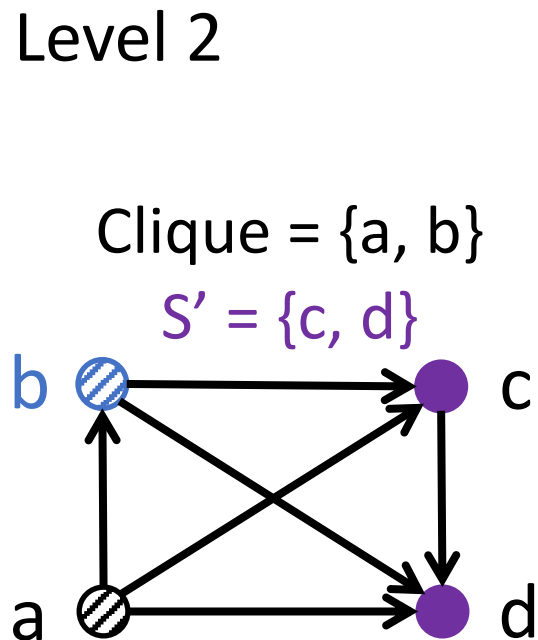 Level 2
Clique = {a, b}
S’ = {c, d}
b
c
a
d